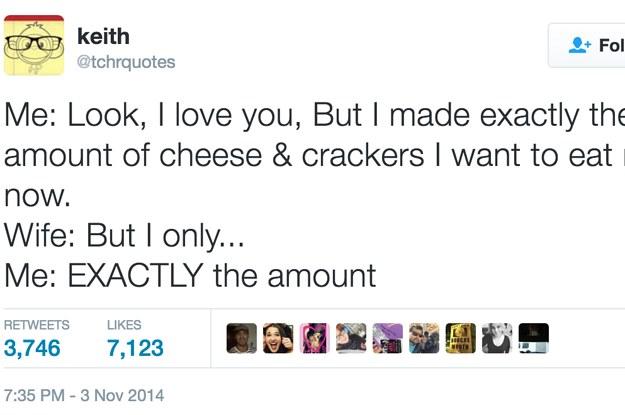 keith
@tchrquotes
Fol
Me: Look, I love you, But I made exactly the
amount of cheese & crackers I want to eat
now.
Wife: But I only...
Me: EXACTLY the amount
RETWEETS LIKES
3,746 7,123
7:35 PM - 3 Nov 2014